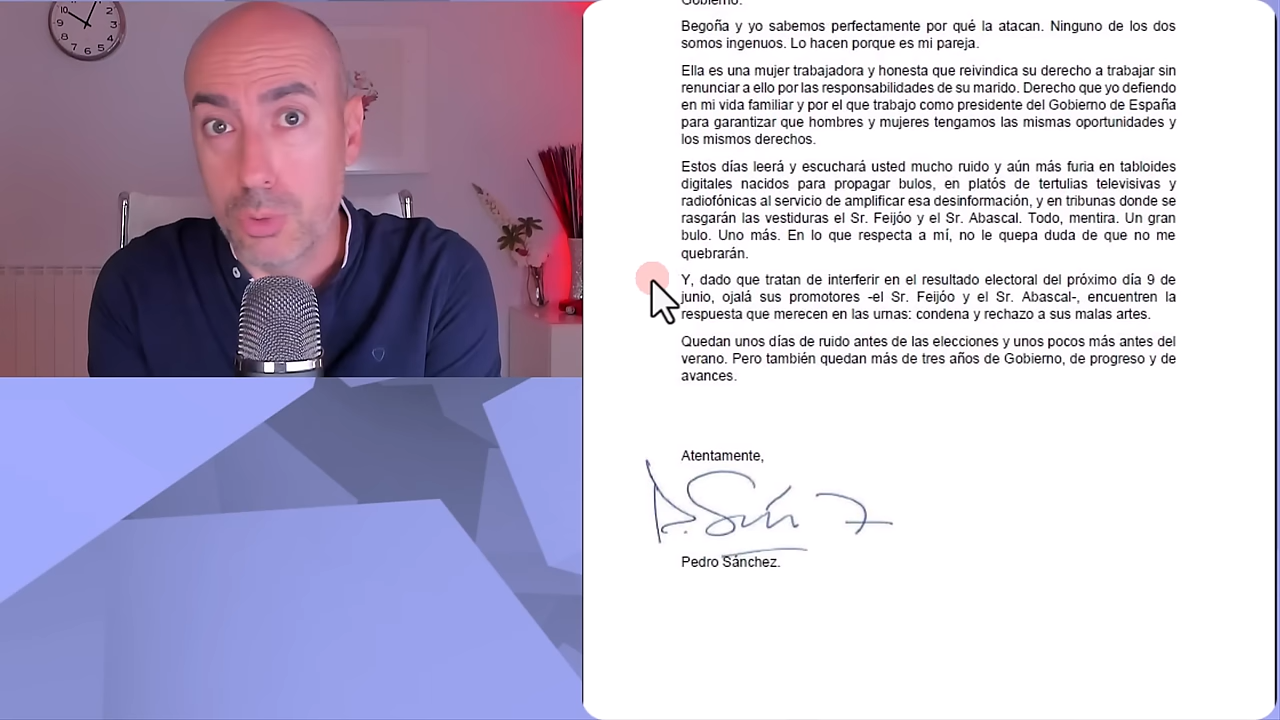 Gobierno.
Begoña y yo sabemos perfectamente por qué la atacan. Ninguno de los dos
somos ingenuos. Lo hacen porque es mi pareja.
Ella es una mujer trabajadora y honesta que reivindica su derecho a trabajar sin
renunciar a ello por las responsabilidades de su marido. Derecho que yo defiendo
en mi vida familiar y por el que trabajo como presidente del Gobierno de España
para garantizar que hombres y mujeres tengamos las mismas oportunidades y
los mismos derechos.
Estos días leerá y escuchará usted mucho ruido y aún más furia en tabloides
digitales nacidos para propagar bulos, en platós de tertulias televisivas y
radiofónicas al servicio de amplificar esa desinformación, y en tribunas donde se
rasgarán las vestiduras el Sr. Feijóo y el Sr. Abascal. Todo, mentira. Un gran
bulo. Uno más. En lo que respecta a mí, no le quepa duda de que no me
quebrarán.
Y, dado que tratan de interferir en el resultado electoral del próximo día 9 de
junio, ojalá sus promotores -el Sr. Feijóo y el Sr. Abascal-, encuentren la
respuesta que merecen en las urnas: condena y rechazo a sus malas artes.
Quedan unos días de ruido antes de las elecciones y unos pocos más antes del
verano. Pero también quedan más de tres años de Gobierno, de progreso y de
avances.
Atentamente,
Pedro Sánchez.